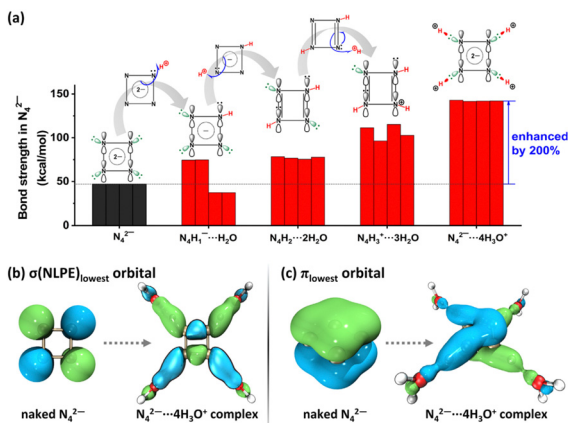 (a)
Bond strength in N₄²⁻
(kcal/mol)
150
100
50
0
N N N N 2− H ⊕
H ⊕ N N N N − H
N N N N H ⊕ H
⊕ H N N N N H ⊕ H ⊕ H ⊕
N N N N 2−
N N N N − H
N N N N H H
N N N N H H H ⊕
N N N N 2−
enhanced
by 200%
N₄²⁻ N₄H₁⁻···H₂O N₄H₂···2H₂O N₄H₃⁺···3H₂O N₄²⁻···4H₃O⁺
(b) σ(NLPE)lowest orbital
naked N₄²⁻ N₄²⁻···4H₃O⁺ complex
(c) πlowest orbital
naked N₄²⁻ N₄²⁻···4H₃O⁺ complex